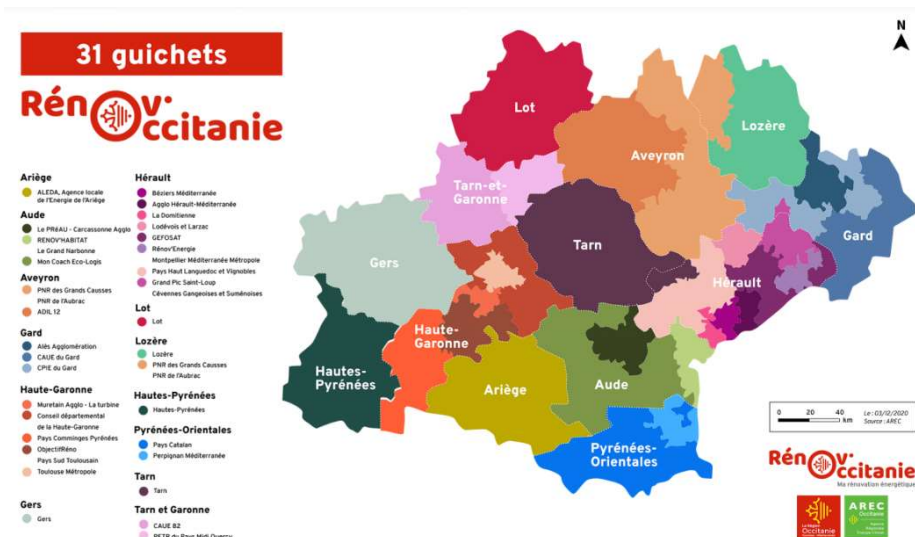 31 guichets
Rénov'
Occitanie
Ariège
ALEDA, Agence locale
de l'Energie de l'Ariège
Aude
Le PRéAU - Carcassonne Agglo
RENOV'HABITAT
Le Grand Narbonne
Mon Coach Eco-Logis
Aveyron
PNR des Grands Causses
PNR de l'Aubrac
ADIL 12
Gard
Alès Agglomération
CAUE du Gard
CPIE du Gard
Haute-Garonne
Muretain Agglo - La turbine
Conseil départemental
de la Haute-Garonne
Pays Comminges Pyrénées
ObjectifRéno
Pays Sud Toulousain
Toulouse Métropole
Gers
Gers
Hérault
Béziers Méditerranée
Agglo Hérault-Méditerranée
La Domitienne
Lodévois et Larzac
GEFOSAT
Rénov'Energie
Montpellier Méditerranée Métropole
Pays Haut Languedoc et Vignobles
Grand Pic Saint-Loup
Cévennes Gangeoises et Suménoises
Lot
Lot
Lozère
Lozère
PNR des Grands Causses
PNR de l'Aubrac
Hautes-Pyrénées
Hautes-Pyrénées
Pyrénées-Orientales
Pays Catalan
Perpignan Méditerranée
Tarn
Tarn
Tarn et Garonne
CAUE 82
PETR du Pays Midi Quercy
N
Lot
Lozère
Aveyron
Tarn-et-
Garonne
Tarn
Gard
Gers
Hérault
Haute-
Garonne
Hautes-
Pyrénées
Ariège
Aude
Pyrénées-
Orientales
0 20 40
km
Le : 03/12/2020
Source : AREC
Rénov'
Occitanie
Ma rénovation énergétique
La Région
Occitanie
AREC
Occitanie